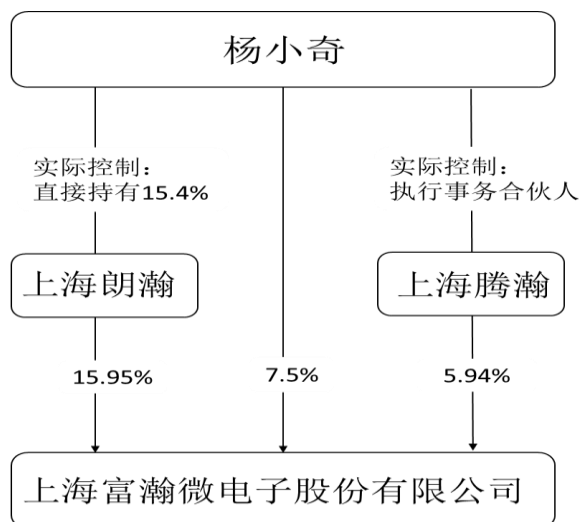 杨小奇
实际控制：
直接持有15.4%
实际控制：
执行事务合伙人
上海朗瀚
上海腾瀚
15.95%
7.5%
5.94%
上海富瀚微电子股份有限公司